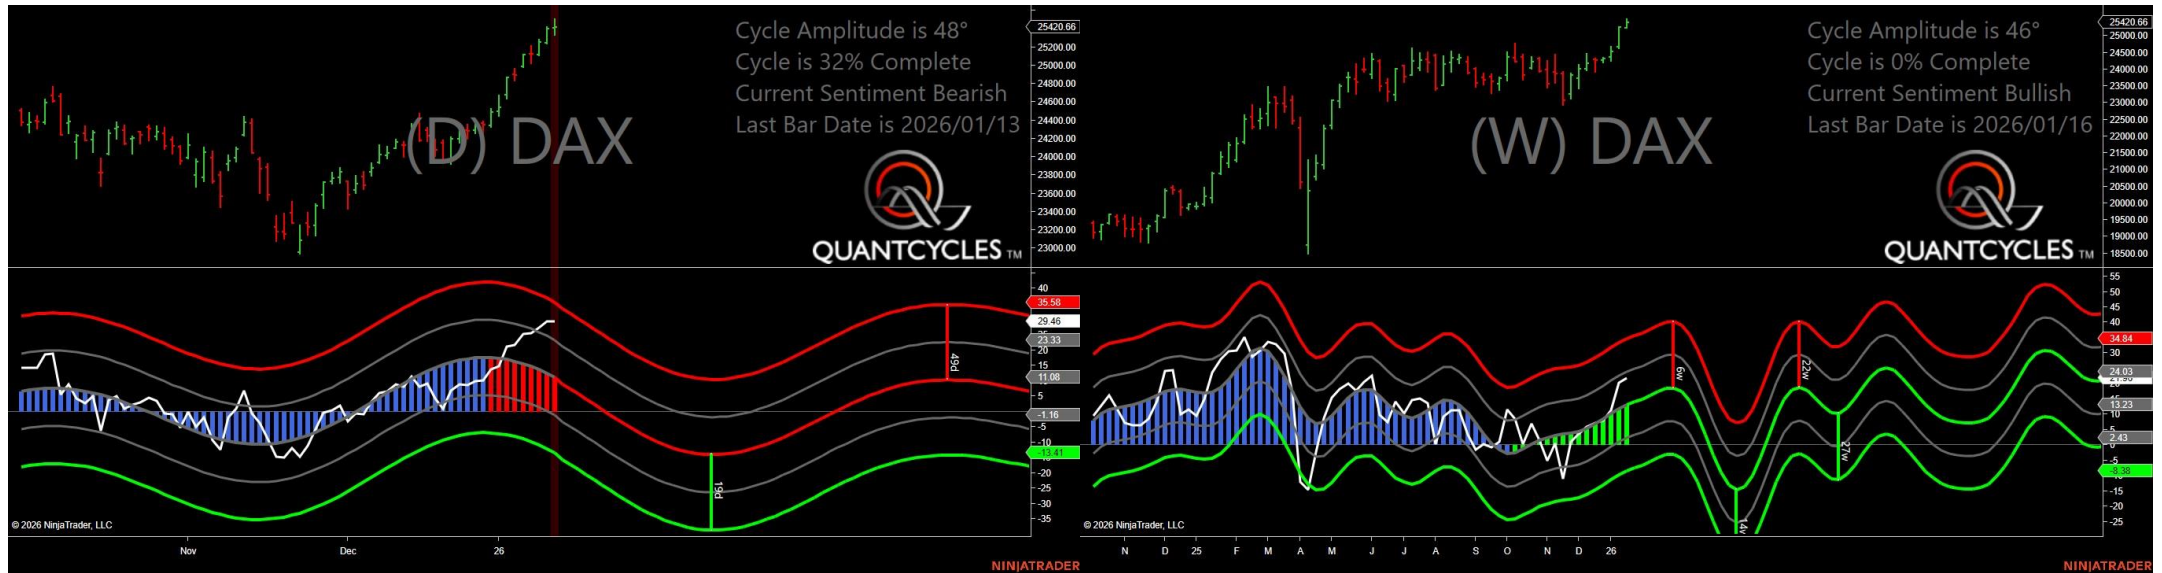 Cycle Amplitude is 48°
Cycle is 32% Complete
Current Sentiment Bearish
Last Bar Date is 2026/01/13
(D) DAX
QUANTCYCLES TM
25420.66
25200.00
25000.00
24800.00
24600.00
24400.00
24200.00
24000.00
23800.00
23600.00
23400.00
23200.00
23000.00
40
35.58
29.46
23.33
20
15
11.08
5
-1.16
-5
-10
-13.41
-20
-25
-30
-35
49d
19d
© 2026 NinjaTrader, LLC
Nov
Dec
26
NINJATRADER
Cycle Amplitude is 46°
Cycle is 0% Complete
Current Sentiment Bullish
Last Bar Date is 2026/01/16
(W) DAX
QUANTCYCLES TM
25420.66
25000.00
24500.00
24000.00
23500.00
23000.00
22500.00
22000.00
21500.00
21000.00
20500.00
20000.00
19500.00
19000.00
18500.00
55
50
45
40
34.84
30
24.03
13.23
10
2.43
-5
-8.38
-15
-20
-25
6w
22w
27w
14w
© 2026 NinjaTrader, LLC
N
D
25
F
M
A
M
J
J
A
S
O
N
D
26
NINJATRADER